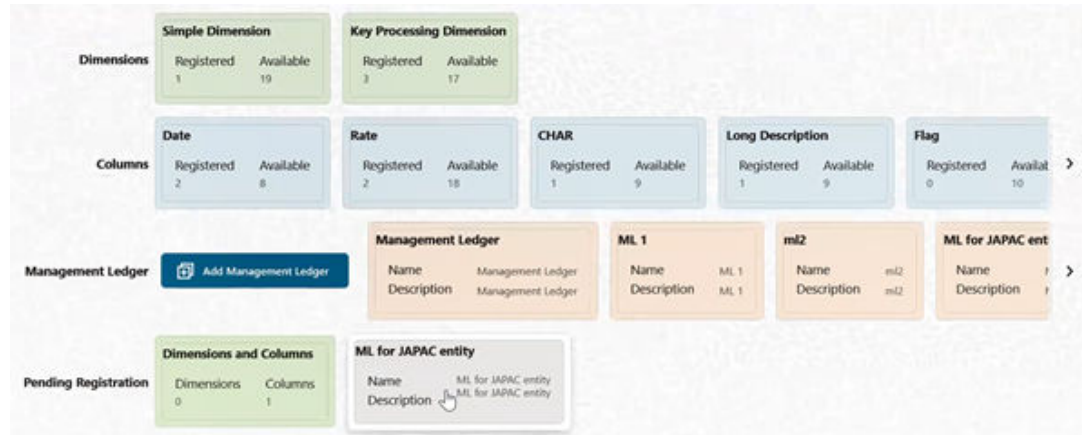 Simple Dimension
Key Processing Dimension
Dimensions
Registered Available
1 19
Registered Available
3 17
Date
Rate
CHAR
Long Description
Flag
Columns
Registered Available
2 8
Registered Available
2 18
Registered Available
1 9
Registered Available
1 9
Registered Availab
0 10
Management Ledger
Add Management Ledger
Management Ledger
Name Management Ledger
Description Management Ledger
ML 1
Name ML 1
Description ML 1
ml2
Name ml2
Description ml2
ML for JAPAC ent
Name
Description
Pending Registration
Dimensions and Columns
Dimensions Columns
0 1
ML for JAPAC entity
Name ML for JAPAC entity
Description ML for JAPAC entity